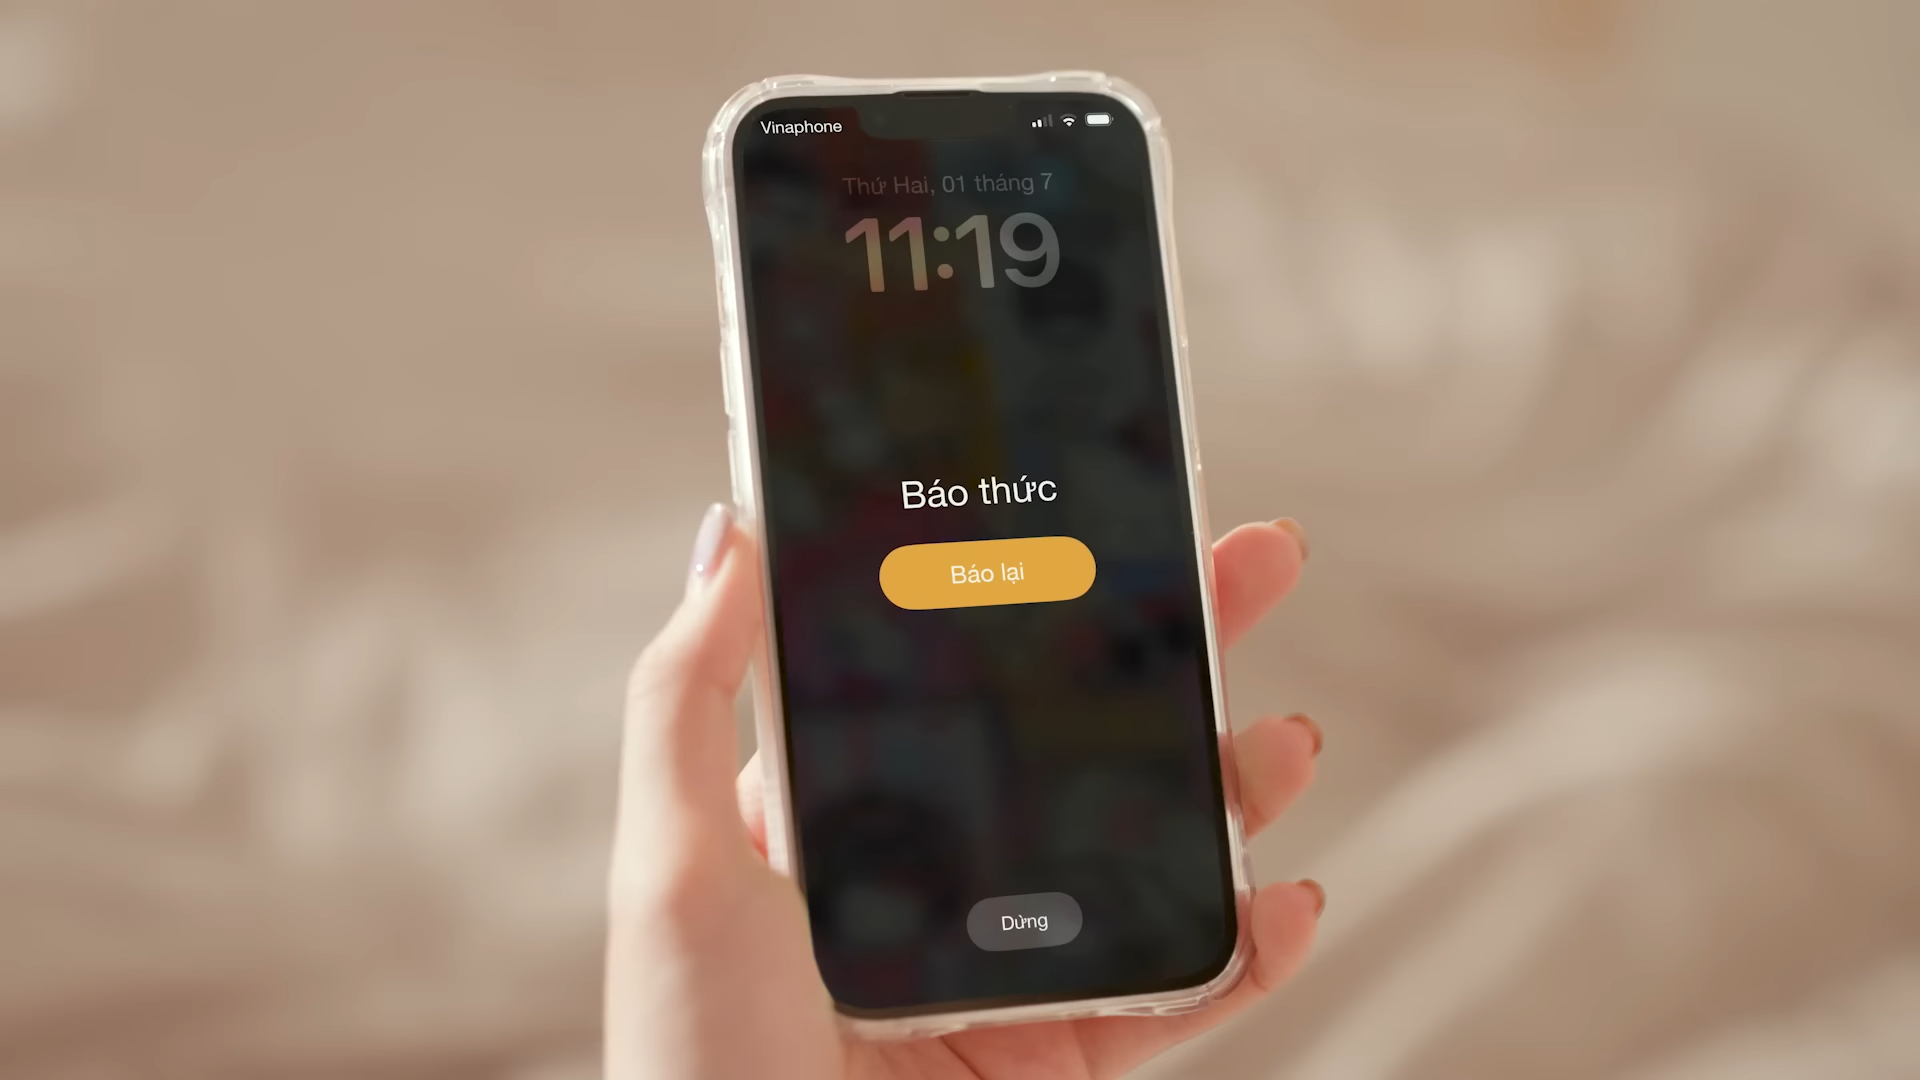 Vinaphone
Thứ Hai, 01 tháng 7
11:19
Báo thức
Báo lại
Dừng